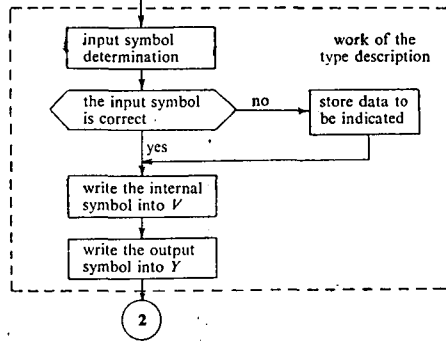 input symbol
determination
work of the
type description
the input symbol
is correct
no
store data to
be indicated
yes
write the internal
symbol into V
write the output
symbol into Y
2